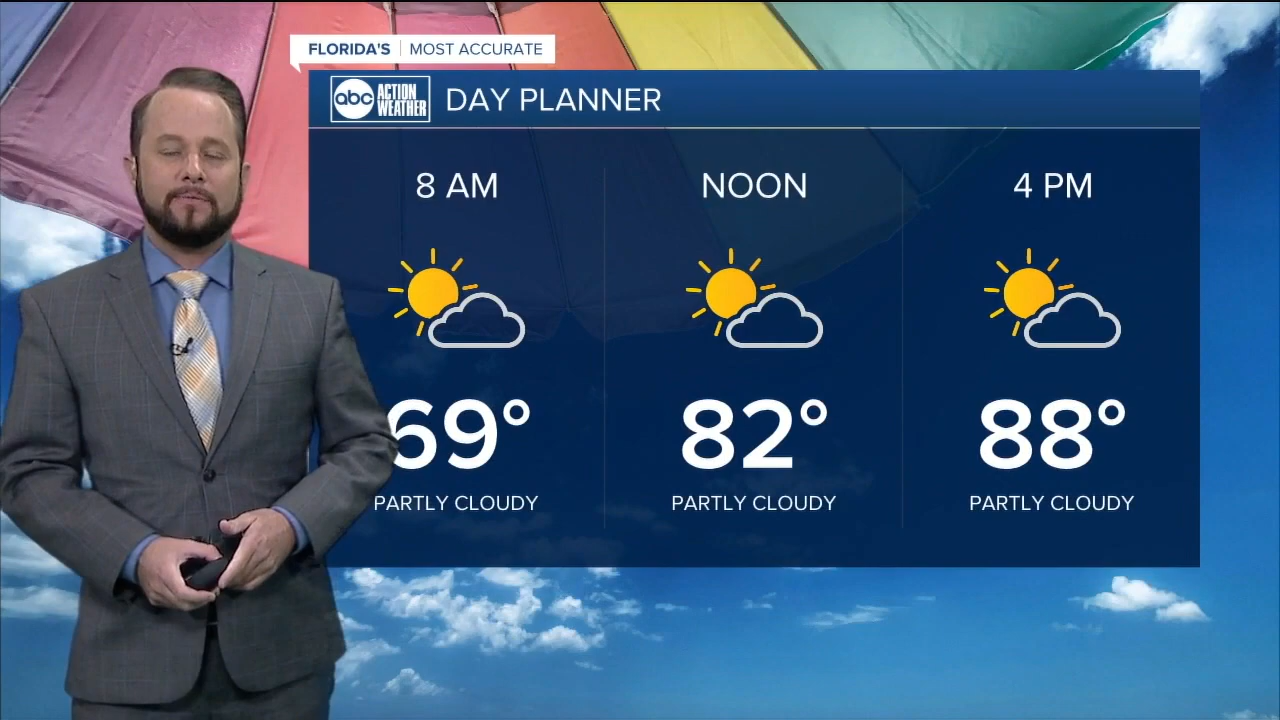 FLORIDA'S MOST ACCURATE
abc ACTION WEATHER
DAY PLANNER
8 AM
NOON
4 PM
69°
82°
88°
PARTLY CLOUDY
PARTLY CLOUDY
PARTLY CLOUDY